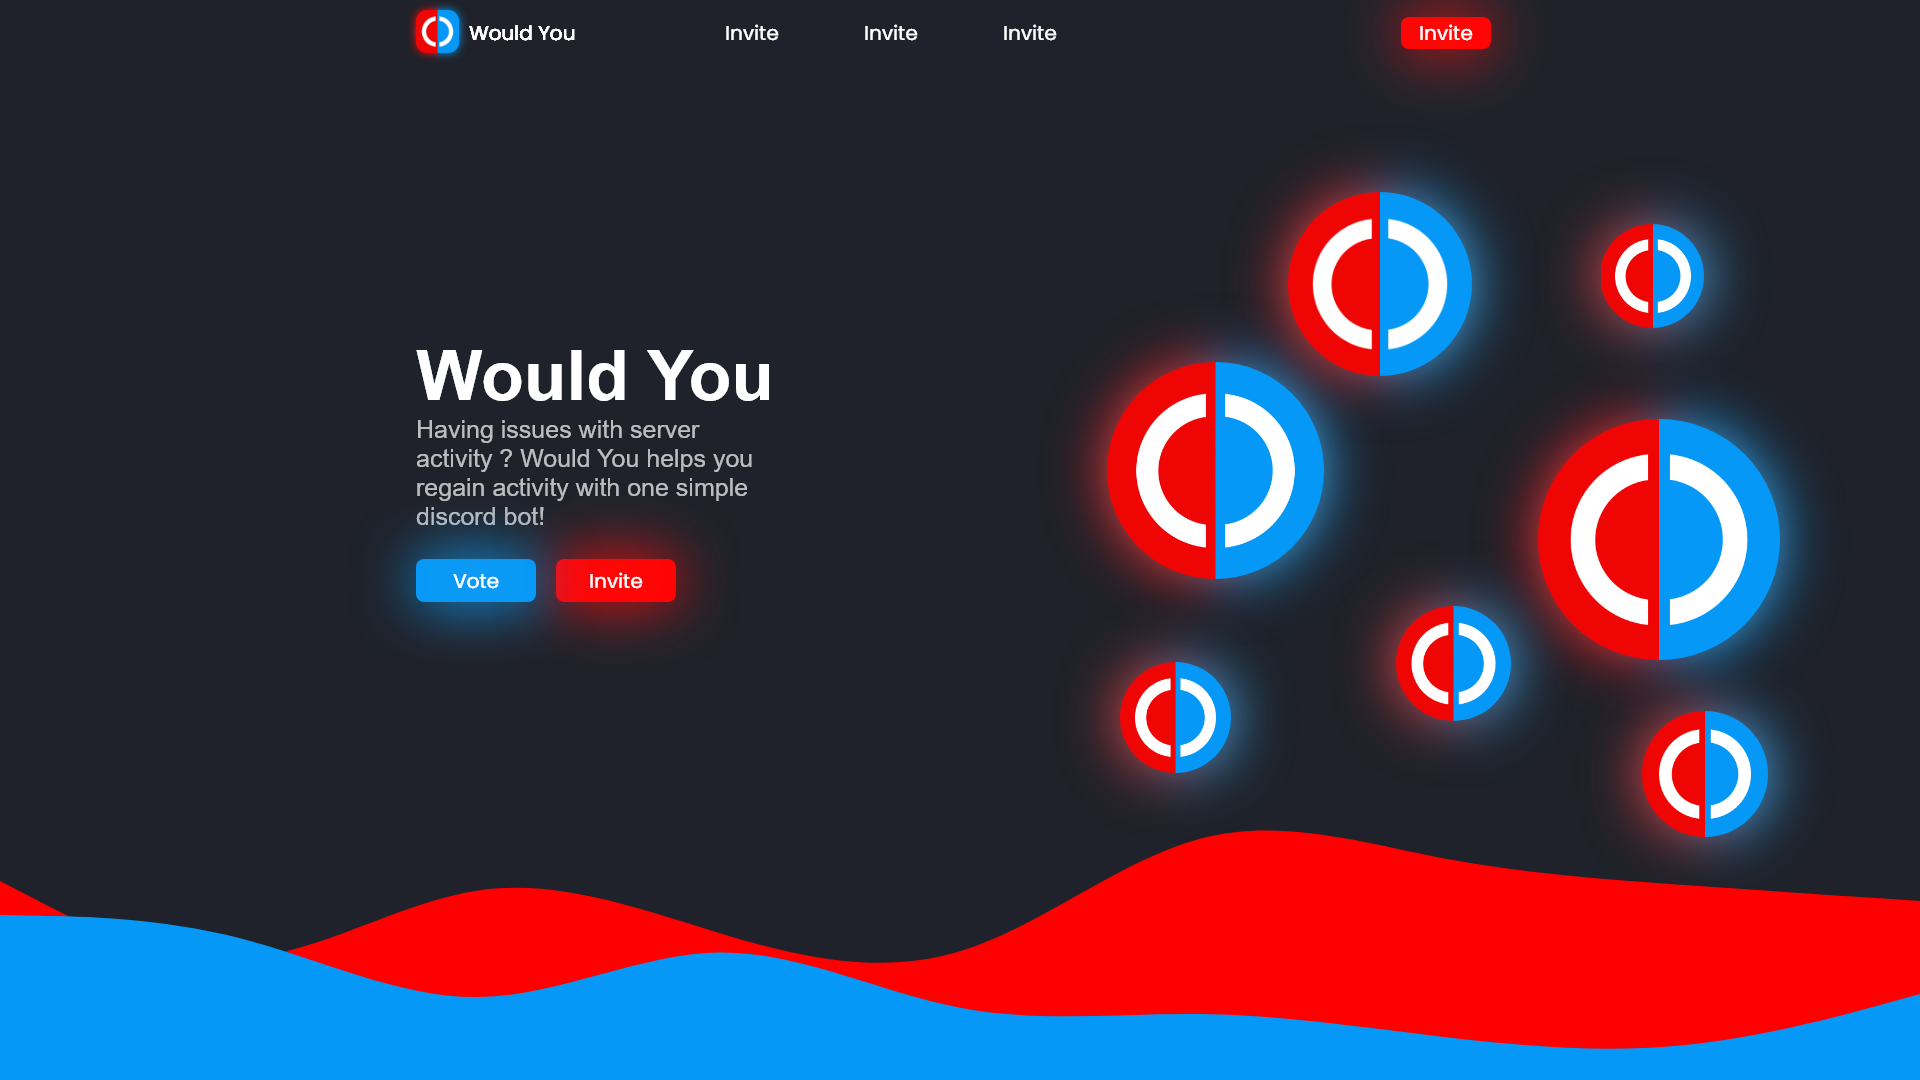 Would You
Invite
Invite
Invite
Invite
Would You
Having issues with server
activity ? Would You helps you
regain activity with one simple
discord bot!
Vote
Invite